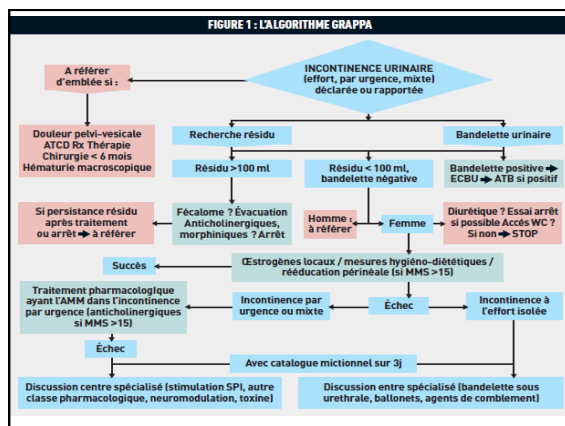 FIGURE 1 : L'ALGORITHME GRAPPA
À référer
d'emblée si :
INCONTINENCE URINAIRE
(effort, par urgence, mixte)
déclarée ou rapportée
Douleur pelvi-vesicale
ATCD Rx Thérapie
Chirurgie < 6 mois
Hématurie macroscopique
Recherche résidu
Bandelette urinaire
Résidu >100 ml
Résidu < 100 ml,
bandelette négative
Bandelette positive ➔
ECBU ➔ ATB si positif
Si persistance résidu
après traitement
ou arrêt ➔ à référer
Fécalome ? Évacuation
Anticholinergiques,
morphiniques ? Arrêt
Homme :
à référer
Femme
Diurétique ? Essai arrêt
si possible Accés WC ?
Si non ➔ STOP
Succès
Œstrogènes locaux / mesures hygiéno-diététiques /
rééducation périnéale (si MMS >15)
Traitement pharmacologique
ayant l'AMM dans l'incontinence
par urgence (anticholinergiques
si MMS >15)
Incontinence par
urgence ou mixte
Échec
Incontinence à
l'effort isolée
Échec
Avec catalogue mictionnel sur 3j
Discussion centre spécialisé (stimulation SPI, autre
classe pharmacologique, neuromodulation, toxine)
Discussion entre spécialisé (bandelette sous
urethrale, ballonets, agents de comblement)